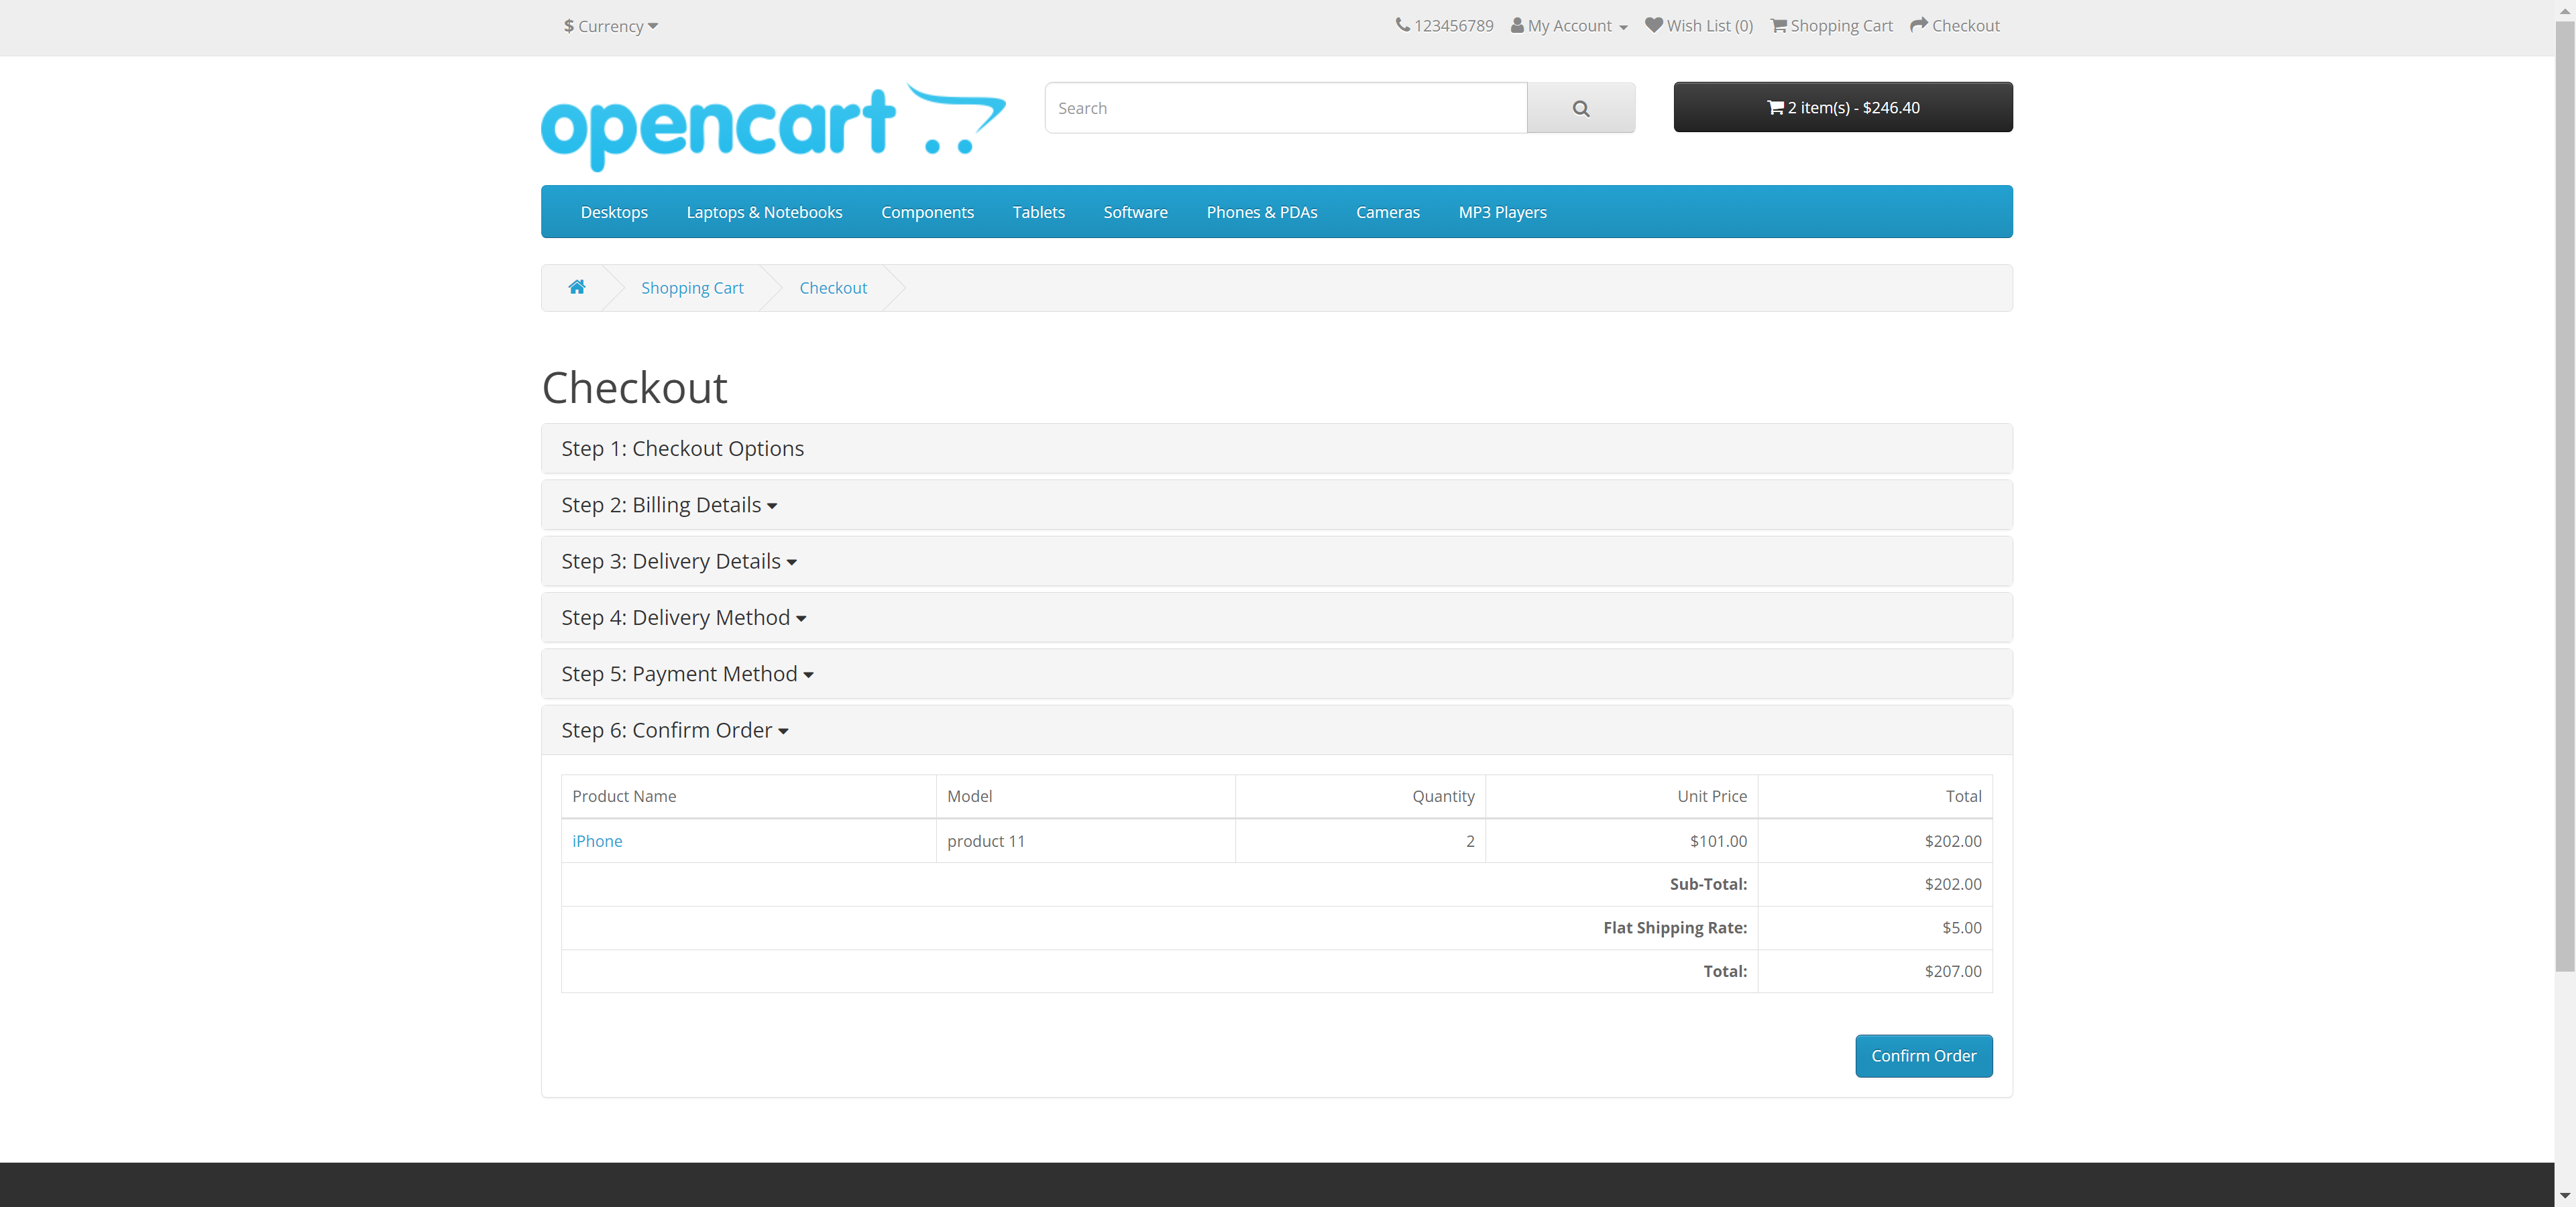 $ Currency
123456789 My Account Wish List (0) Shopping Cart Checkout
opencart
Search
2 item(s) - $246.40
Desktops Laptops & Notebooks Components Tablets Software Phones & PDAs Cameras MP3 Players
Shopping Cart Checkout
Checkout
Step 1: Checkout Options
Step 2: Billing Details
Step 3: Delivery Details
Step 4: Delivery Method
Step 5: Payment Method
Step 6: Confirm Order
Product Name Model Quantity Unit Price Total
iPhone product 11 2 $101.00 $202.00
Sub-Total: $202.00
Flat Shipping Rate: $5.00
Total: $207.00
Confirm Order